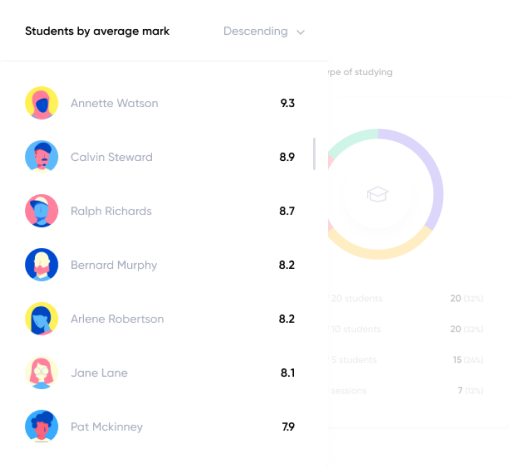 Students by average mark
Descending
Annette Watson 9.3
Calvin Steward 8.9
Ralph Richards 8.7
Bernard Murphy 8.2
Arlene Robertson 8.2
Jane Lane 8.1
Pat Mckinney 7.9
ype of studying
20 students 20 (32%)
10 students 20 (32%)
5 students 15 (24%)
sessions 7 (12%)